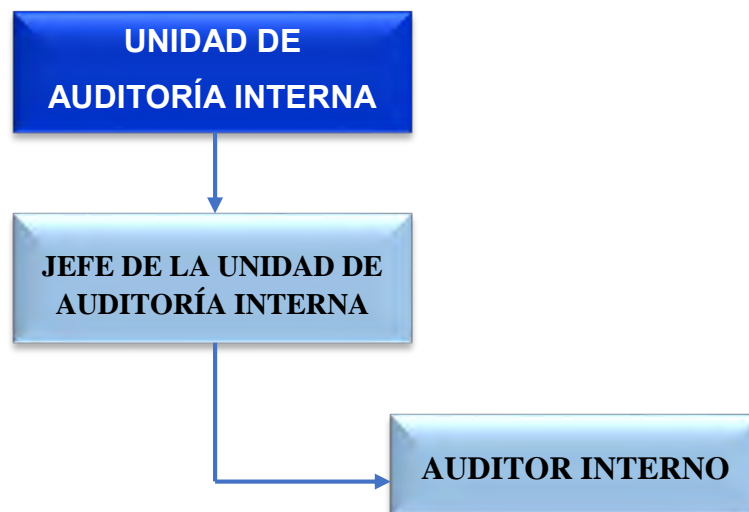 UNIDAD DE
AUDITORÍA INTERNA
JEFE DE LA UNIDAD DE
AUDITORÍA INTERNA
AUDITOR INTERNO